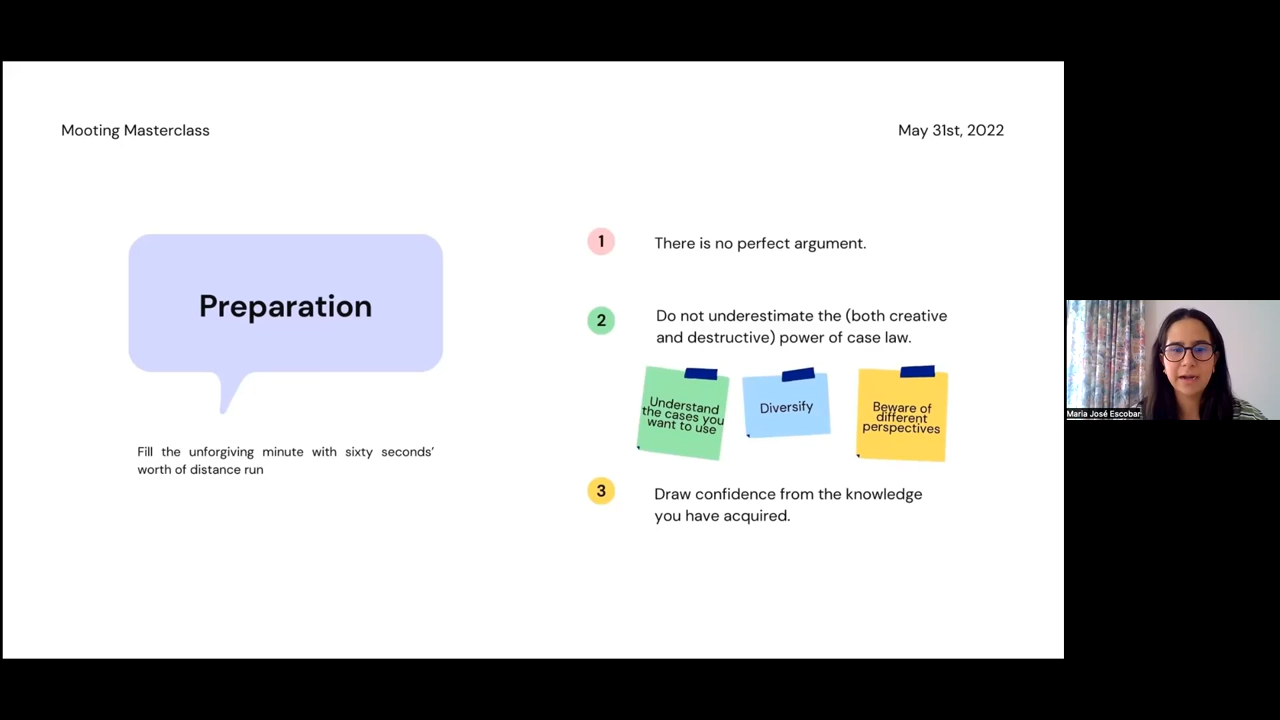 Mooting Masterclass
May 31st, 2022
Preparation
Fill the unforgiving minute with sixty seconds'
worth of distance run
1
There is no perfect argument.
2
Do not underestimate the (both creative
and destructive) power of case law.
Understand
the cases you
want to use
Diversify
Beware of
different
perspectives
3
Draw confidence from the knowledge
you have acquired.
María José Escobar